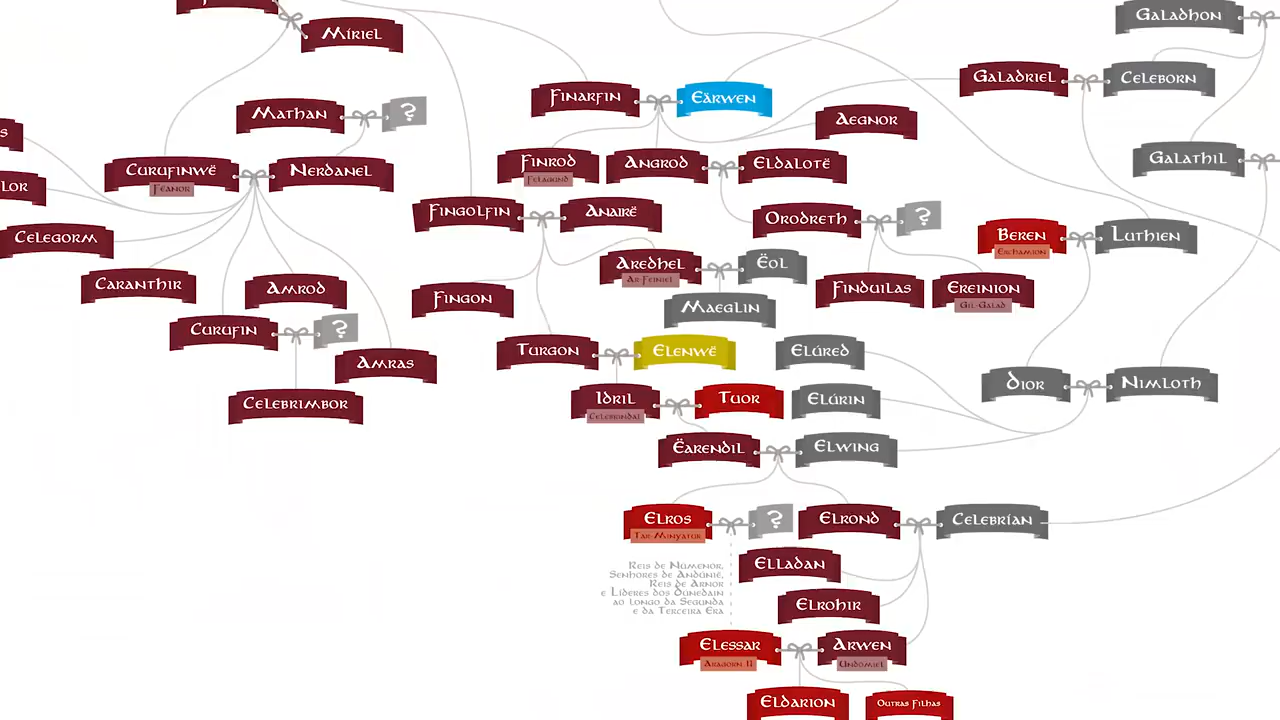 Galadhon
Míriel
Galadriel
Celeborn
Finarfin
Eärwen
Mathan
?
Aegnor
Curufinwë
Fëanor
Nerdanel
Finrod
Felagund
Angrod
Eldalotë
Galathil
lor
Fingolfin
Anairë
Orodreth
?
Celegorm
Beren
Erchamion
Luthien
Aredhel
Ar-Feiniel
Ëol
Caranthir
Amrod
Fingon
Maeglin
Finduilas
Ereinion
Gil-Galad
Curufin
?
Turgon
Elenwë
Elúred
Amras
Dior
Nimloth
Celebrimbor
Idril
Celebrindal
Tuor
Elúrin
Ëarendil
Elwing
Elros
Tar-Minyatur
?
Elrond
Celebrían
Reis de Númenor,
Senhores de Andúnië,
Reis de Arnor
e Líderes dos Dúnedain
ao longo da Segunda
e da Terceira Era
Elladan
Elrohir
Elessar
Aragorn II
Arwen
Undómiel
Eldarion
Outras Filhas